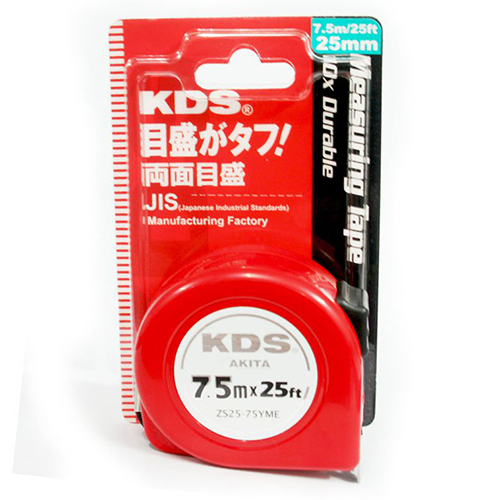 7.5m/25ft
25mm
Measuring Tape
10x Durable
KDS®
目盛がタフ!
両面目盛
JIS (Japanese Industrial Standards)
Manufacturing Factory
KDS®
AKITA
7.5m x 25ft/
ZS25-75YME